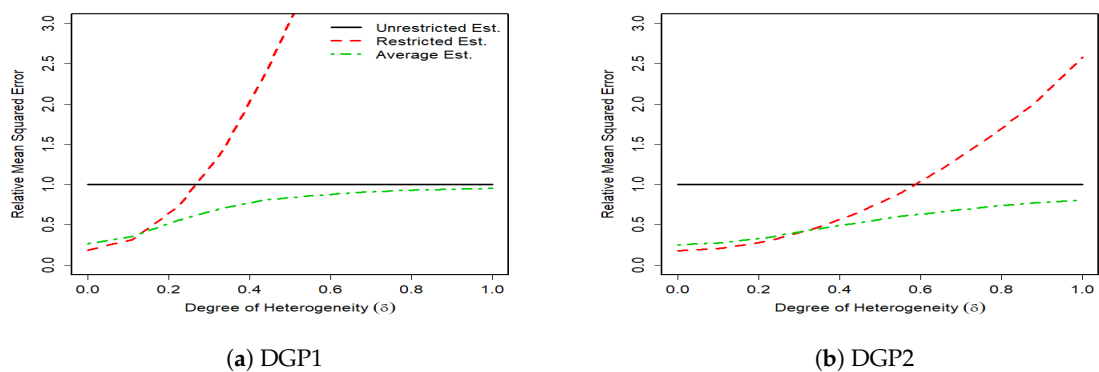 Unrestricted Est.
Restricted Est.
Average Est.
Relative Mean Squared Error
0.0 0.5 1.0 1.5 2.0 2.5 3.0
0.0 0.2 0.4 0.6 0.8 1.0
Degree of Heterogeneity (δ)
(a) DGP1
Relative Mean Squared Error
0.0 0.5 1.0 1.5 2.0 2.5 3.0
0.0 0.2 0.4 0.6 0.8 1.0
Degree of Heterogeneity (δ)
(b) DGP2